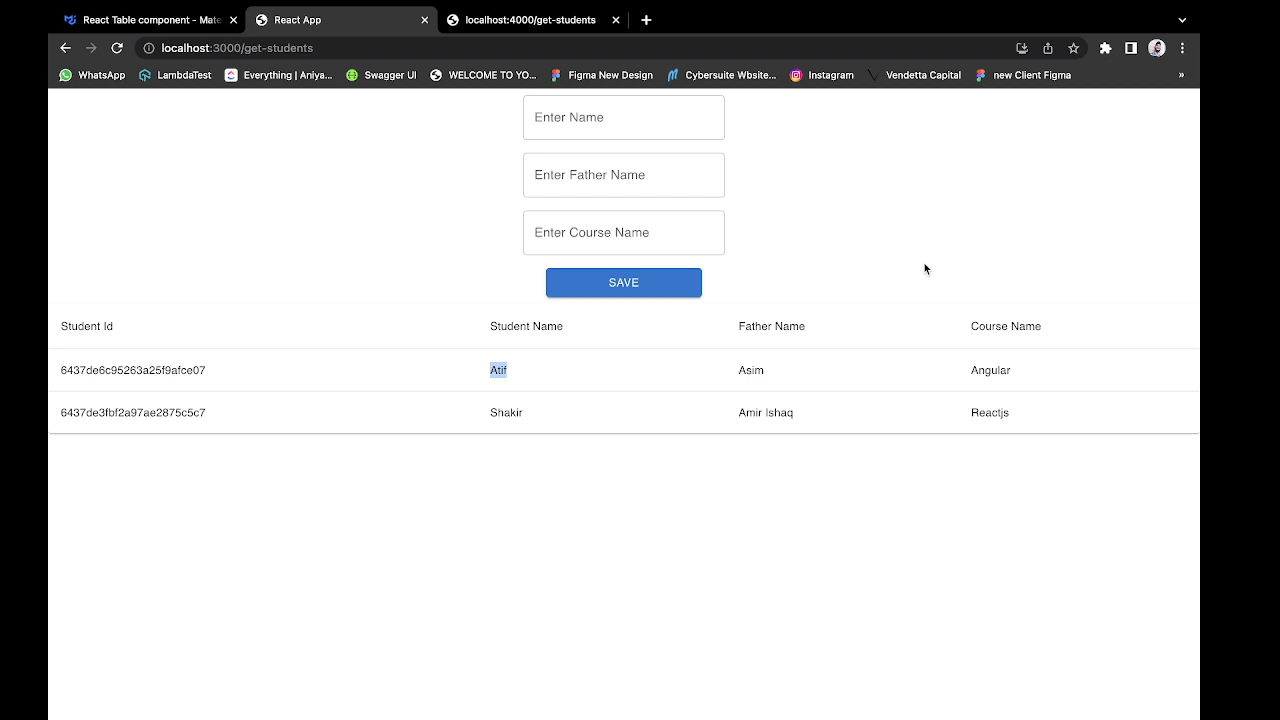 React Table component - Mate
React App
localhost:4000/get-students
localhost:3000/get-students
WhatsApp
LambdaTest
Everything | Aniya...
Swagger UI
WELCOME TO YO...
Figma New Design
Cybersuite Wbsite...
Instagram
Vendetta Capital
new Client FIgma
»
Enter Name
Enter Father Name
Enter Course Name
SAVE
Student Id Student Name Father Name Course Name
6437de6c95263a25f9afce07 Atif Asim Angular
6437de3fbf2a97ae2875c5c7 Shakir Amir Ishaq Reactjs